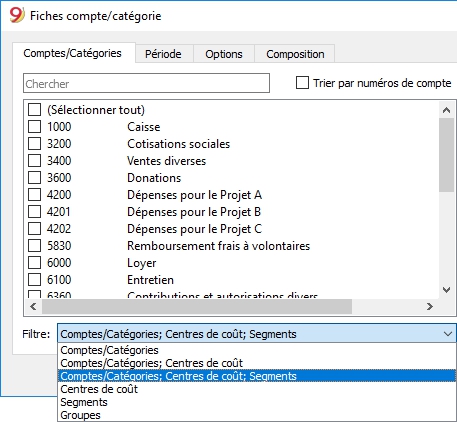 9 Fiches compte/catégorie
Comptes/Catégories Période Options Composition
Chercher Trier par numéros de compte
(Sélectionner tout)
1000 Caisse
3200 Cotisations sociales
3400 Ventes diverses
3600 Donations
4200 Dépenses pour le Projet A
4201 Dépenses pour le Projet B
4202 Dépenses pour le Projet C
5830 Remboursement frais à volontaires
6000 Loyer
6100 Entretien
6360 Contributions et autorisations divers
Filtre: Comptes/Catégories; Centres de coût; Segments
Comptes/Catégories
Comptes/Catégories; Centres de coût
Comptes/Catégories; Centres de coût; Segments
Centres de coût
Segments
Groupes